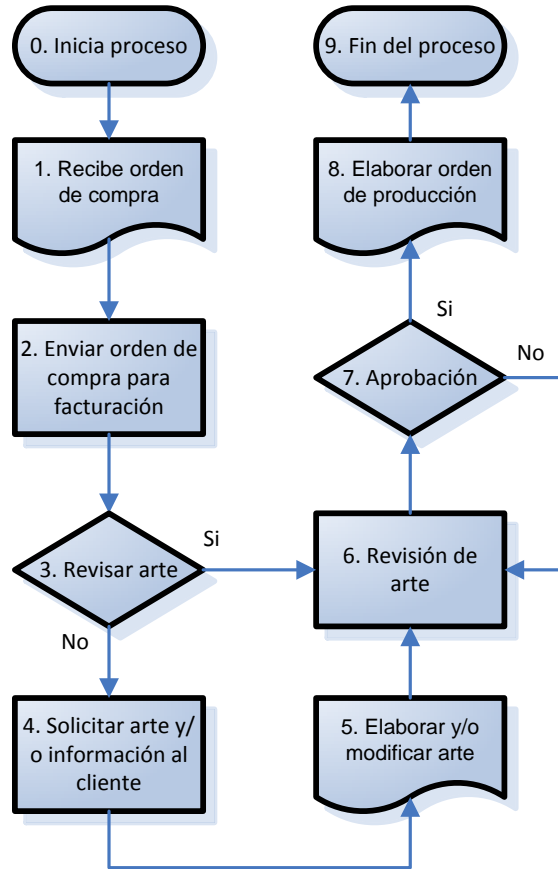 0. Inicia proceso
1. Recibe orden
de compra
2. Enviar orden de
compra para
facturación
3. Revisar arte
Si
No
4. Solicitar arte y/
o información al
cliente
5. Elaborar y/o
modificar arte
6. Revisión de
arte
7. Aprobación
Si
No
8. Elaborar orden
de producción
9. Fin del proceso